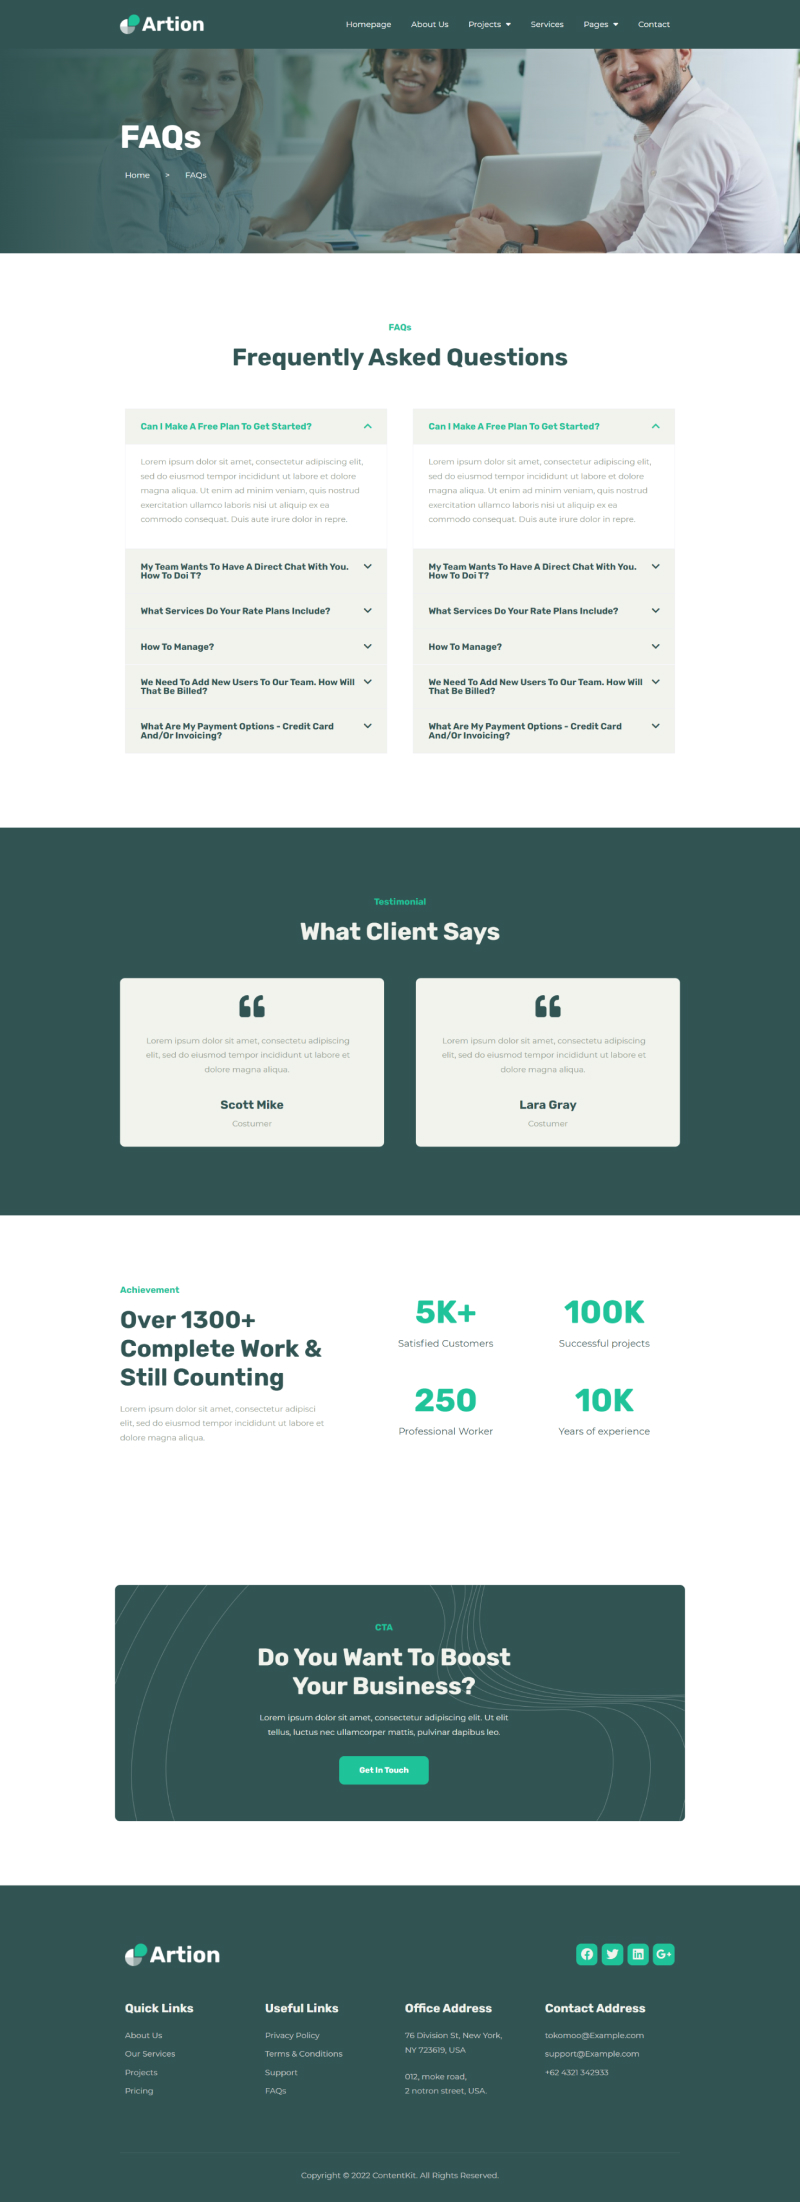 Artion
Homepage
About Us
Projects
Services
Pages
Contact
FAQs
Home > FAQs
FAQs
Frequently Asked Questions
Can I Make A Free Plan To Get Started?
Lorem ipsum dolor sit amet, consectetur adipiscing elit,
sed do eiusmod tempor incididunt ut labore et dolore
magna aliqua. Ut enim ad minim veniam, quis nostrud
exercitation ullamco laboris nisi ut aliquip ex ea
commodo consequat. Duis aute irure dolor in repre.
My Team Wants To Have A Direct Chat With You.
How To Doi T?
What Services Do Your Rate Plans Include?
How To Manage?
We Need To Add New Users To Our Team. How Will
That Be Billed?
What Are My Payment Options - Credit Card
And/Or Invoicing?
Can I Make A Free Plan To Get Started?
Lorem ipsum dolor sit amet, consectetur adipiscing elit,
sed do eiusmod tempor incididunt ut labore et dolore
magna aliqua. Ut enim ad minim veniam, quis nostrud
exercitation ullamco laboris nisi ut aliquip ex ea
commodo consequat. Duis aute irure dolor in repre.
My Team Wants To Have A Direct Chat With You.
How To Doi T?
What Services Do Your Rate Plans Include?
How To Manage?
We Need To Add New Users To Our Team. How Will
That Be Billed?
What Are My Payment Options - Credit Card
And/Or Invoicing?
Testimonial
What Client Says
Lorem ipsum dolor sit amet, consectetu adipiscing
elit, sed do eiusmod tempor incididunt ut labore et
dolore magna aliqua.
Scott Mike
Costumer
Lorem ipsum dolor sit amet, consectetu adipiscing
elit, sed do eiusmod tempor incididunt ut labore et
dolore magna aliqua.
Lara Gray
Costumer
Achievement
Over 1300+
Complete Work &
Still Counting
Lorem ipsum dolor sit amet, consectetur adipisci
elit, sed do eiusmod tempor incididunt ut labore et
dolore magna aliqua.
5K+
Satisfied Customers
100K
Successful projects
250
Professional Worker
10K
Years of experience
CTA
Do You Want To Boost
Your Business?
Lorem ipsum dolor sit amet, consectetur adipiscing elit. Ut elit
tellus, luctus nec ullamcorper mattis, pulvinar dapibus leo.
Get In Touch
Artion
Quick Links
About Us
Our Services
Projects
Pricing
Useful Links
Privacy Policy
Terms & Conditions
Support
FAQs
Office Address
76 Division St, New York,
NY 723619, USA
012, moke road,
2 notron street, USA.
Contact Address
tokomoo@Example.com
support@Example.com
+62 4321 342933
Copyright © 2022 ContentKit. All Rights Reserved.